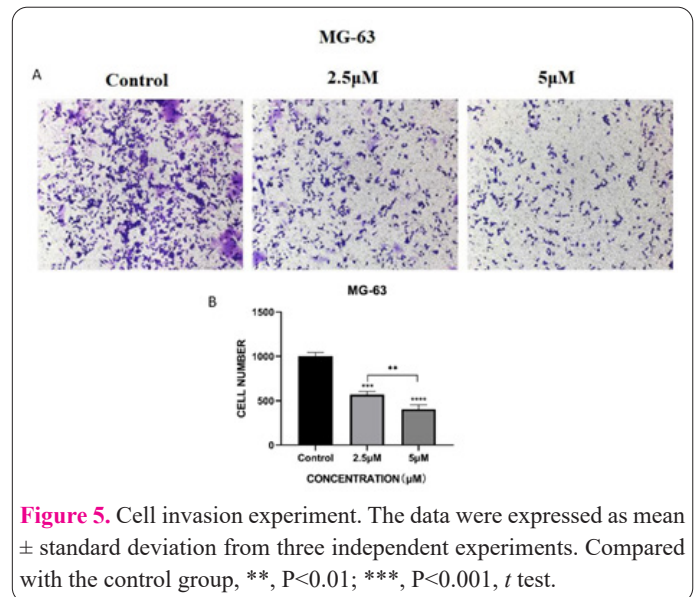 MG-63
A
Control 2.5μM 5μM
B
MG-63
1500
1000
500
0
CELL NUMBER
**
***
****
Control 2.5μM 5μM
CONCENTRATION(μM)
Figure 5. Cell invasion experiment. The data were expressed as mean
± standard deviation from three independent experiments. Compared
with the control group, **, P<0.01; ***, P<0.001, t test.